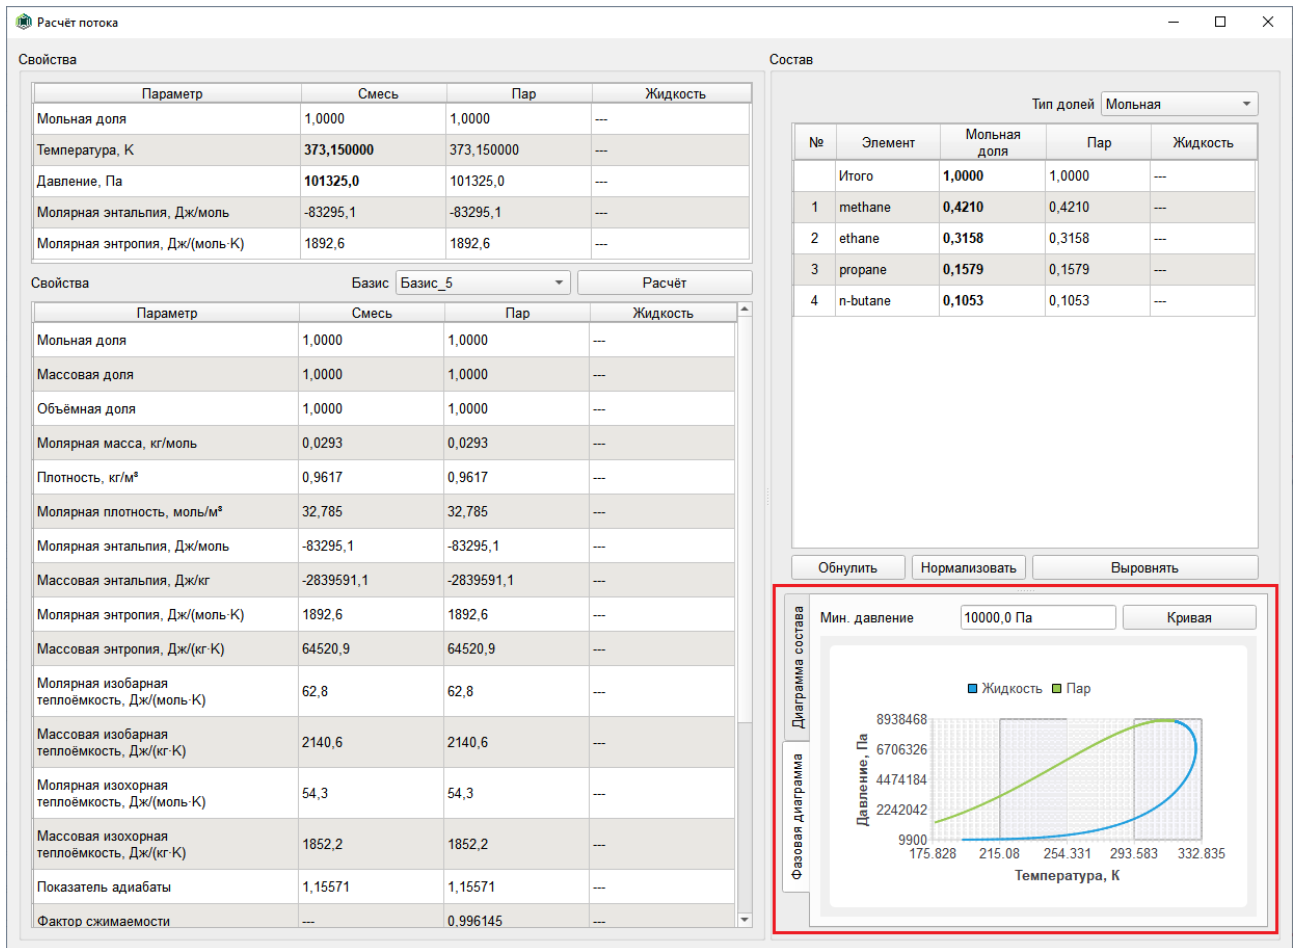 Расчёт потока
Свойства
Параметр Смесь Пар Жидкость
Мольная доля 1,0000 1,0000 ---
Температура, К 373,150000 373,150000 ---
Давление, Па 101325,0 101325,0 ---
Молярная энтальпия, Дж/моль -83295,1 -83295,1 ---
Молярная энтропия, Дж/(моль·К) 1892,6 1892,6 ---
Свойства Базис Базис_5 Расчёт
Параметр Смесь Пар Жидкость
Мольная доля 1,0000 1,0000 ---
Массовая доля 1,0000 1,0000 ---
Объёмная доля 1,0000 1,0000 ---
Молярная масса, кг/моль 0,0293 0,0293 ---
Плотность, кг/м³ 0,9617 0,9617 ---
Молярная плотность, моль/м³ 32,785 32,785 ---
Молярная энтальпия, Дж/моль -83295,1 -83295,1 ---
Массовая энтальпия, Дж/кг -2839591,1 -2839591,1 ---
Молярная энтропия, Дж/(моль·К) 1892,6 1892,6 ---
Массовая энтропия, Дж/(кг·К) 64520,9 64520,9 ---
Молярная изобарная
теплоёмкость, Дж/(моль·К) 62,8 62,8 ---
Массовая изобарная
теплоёмкость, Дж/(кг·К) 2140,6 2140,6 ---
Молярная изохорная
теплоёмкость, Дж/(моль·К) 54,3 54,3 ---
Массовая изохорная
теплоёмкость, Дж/(кг·К) 1852,2 1852,2 ---
Показатель адиабаты 1,15571 1,15571 ---
Фактор сжимаемости --- 0,996145 ---
Состав
Тип долей Мольная
№ Элемент Мольная доля Пар Жидкость
Итого 1,0000 1,0000 ---
1 methane 0,4210 0,4210 ---
2 ethane 0,3158 0,3158 ---
3 propane 0,1579 0,1579 ---
4 n-butane 0,1053 0,1053 ---
Обнулить Нормализовать Выровнять
Диаграмма состава
Фазовая диаграмма
Мин. давление 10000,0 Па Кривая
Жидкость Пар
Давление, Па
8938468
6706326
4474184
2242042
9900
175.828 215.08 254.331 293.583 332.835
Температура, К